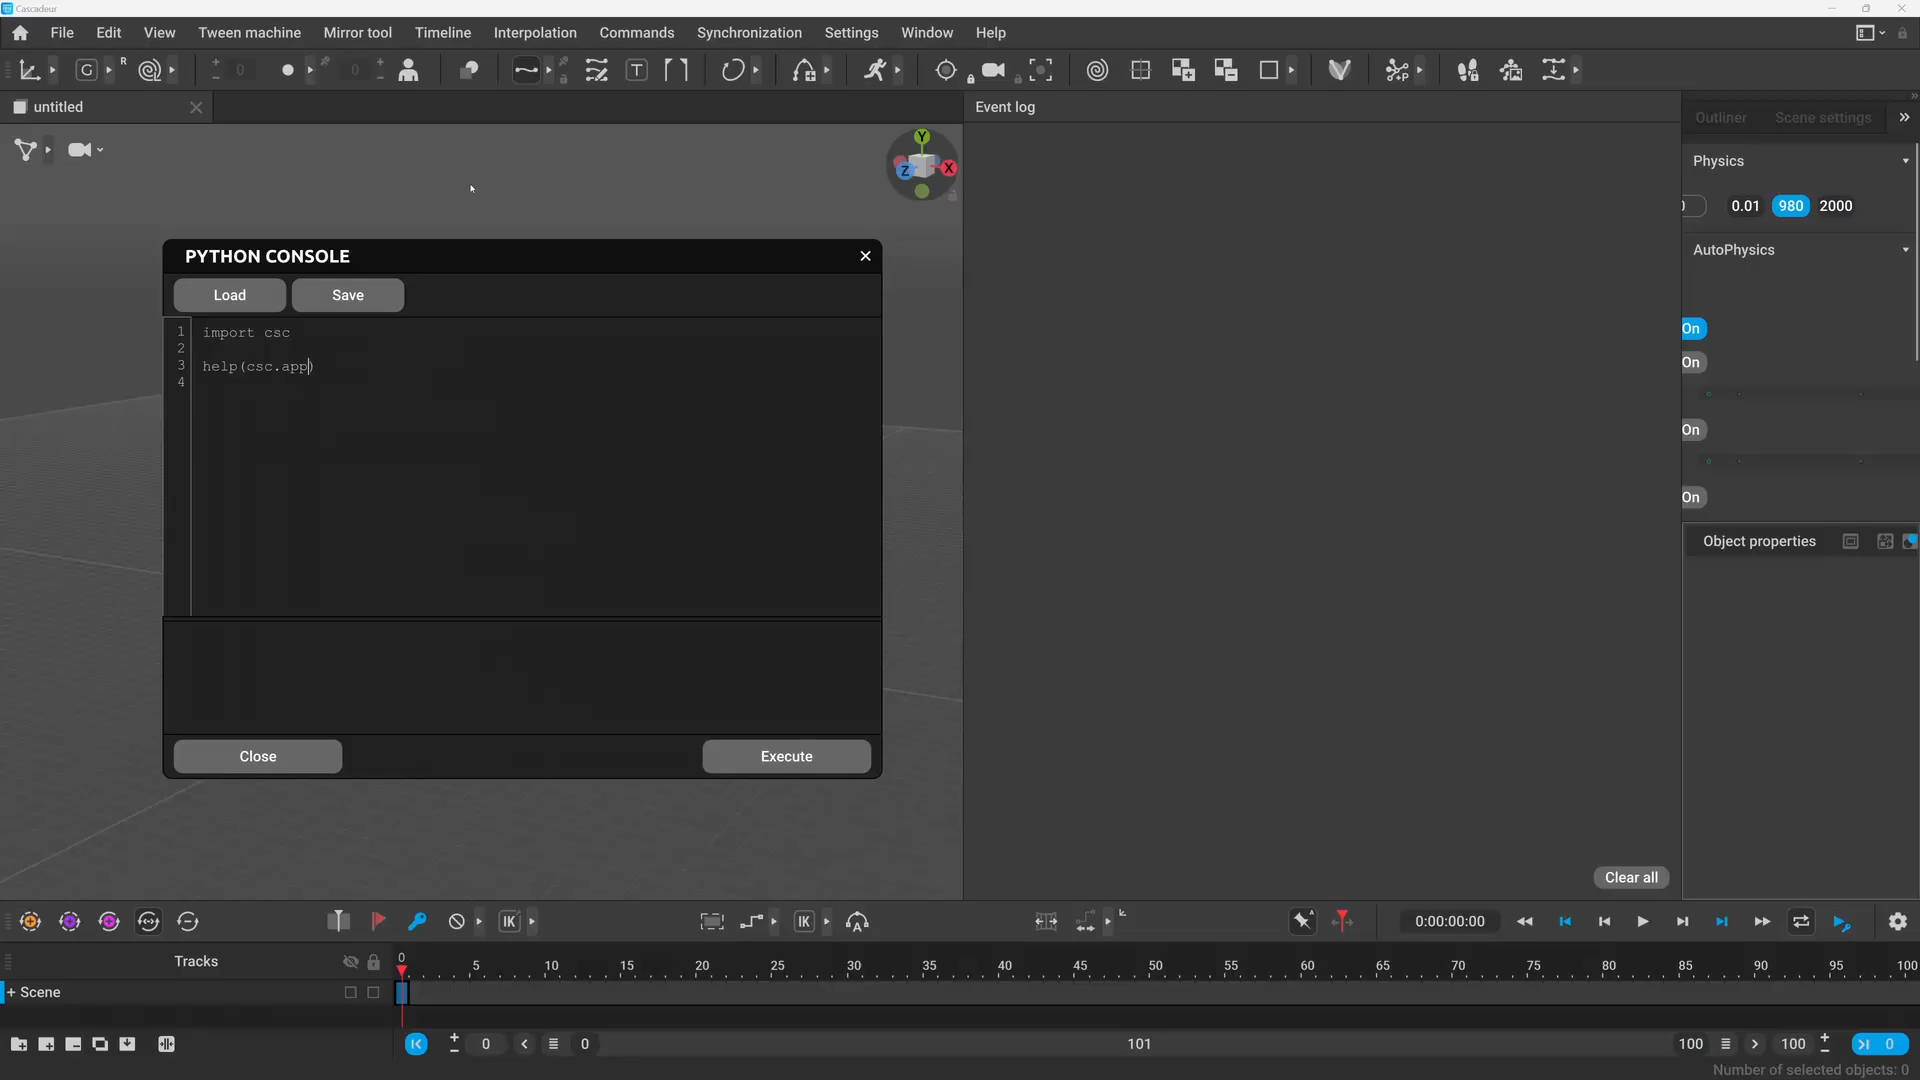 Cascadeur
File Edit View Tween machine Mirror tool Timeline Interpolation Commands Synchronization Settings Window Help
G R 0 0 T P
untitled
Event log
Outliner Scene settings
Y
Z X
Physics
0.01 980 2000
AutoPhysics
On
On
On
On
PYTHON CONSOLE
Load Save
1 import csc
2
3 help(csc.app)
4
Close Execute
Object properties
Clear all
IK IK 0:00:00:00
Tracks
0 5 10 15 20 25 30 35 40 45 50 55 60 65 70 75 80 85 90 95 100
+ Scene
0 0 101 100 100 0
Number of selected objects: 0